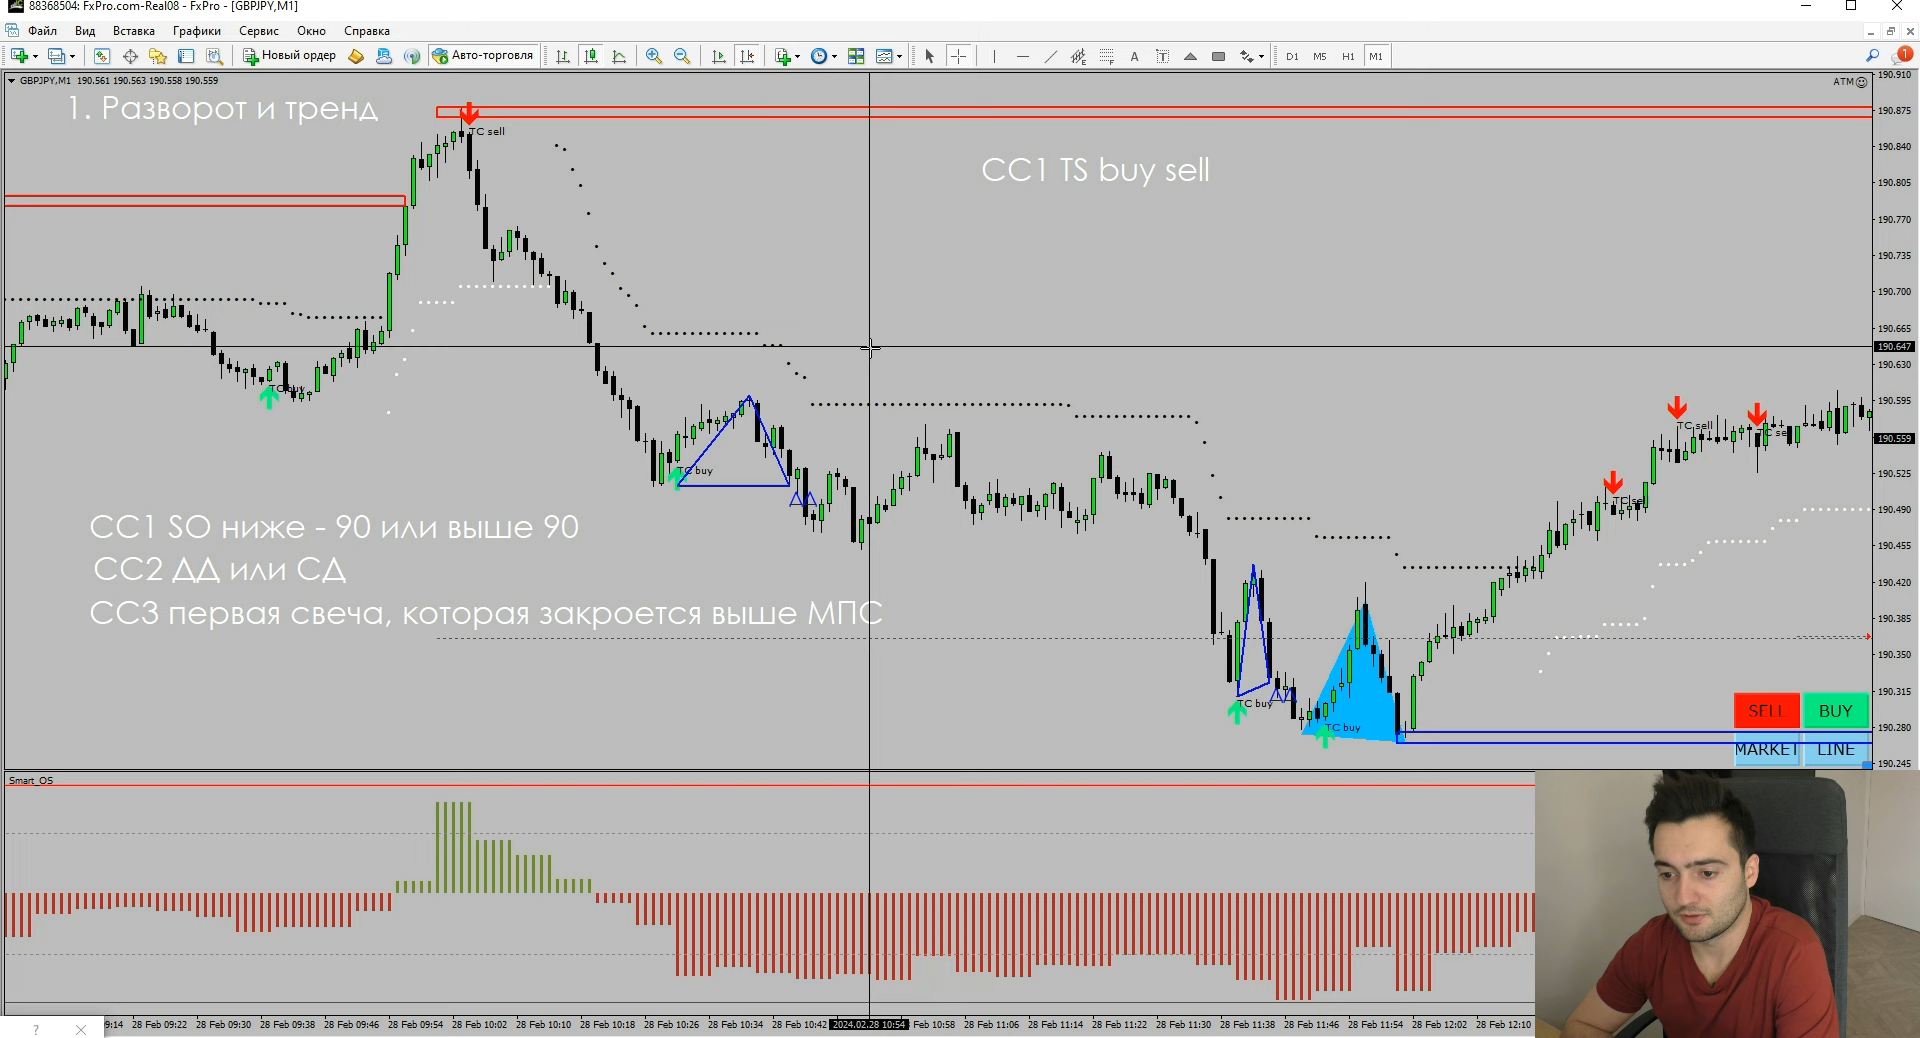 88368504: FxPro.com-Real08 - FxPro - [GBPJPY,M1]
Файл Вид Вставка Графики Сервис Окно Справка
Новый ордер Авто-торговля A T D1 M5 H1 M1 1
GBPJPY,M1 190.561 190.563 190.558 190.559
ATM
1. Разворот и тренд
TC sell
CC1 TS buy sell
TC buy
TC buy
TC sell
TC sell
TC sell
CC1 SO ниже - 90 или выше 90
CC2 ДД или СД
CC3 первая свеча, которая закроется выше МПС
TC buy
TC buy
SELL BUY
MARKET LINE
190.910
190.875
190.840
190.805
190.770
190.735
190.700
190.665
190.647
190.630
190.595
190.559
190.525
190.490
190.455
190.420
190.385
190.350
190.315
190.280
190.245
Smart_OS
28 Feb 09:22 28 Feb 09:30 28 Feb 09:38 28 Feb 09:46 28 Feb 09:54 28 Feb 10:02 28 Feb 10:10 28 Feb 10:18 28 Feb 10:26 28 Feb 10:34 28 Feb 10:42 2024.02.28 10:54 Feb 10:58 28 Feb 11:06 28 Feb 11:14 28 Feb 11:22 28 Feb 11:30 28 Feb 11:38 28 Feb 11:46 28 Feb 11:54 28 Feb 12:02 28 Feb 12:10